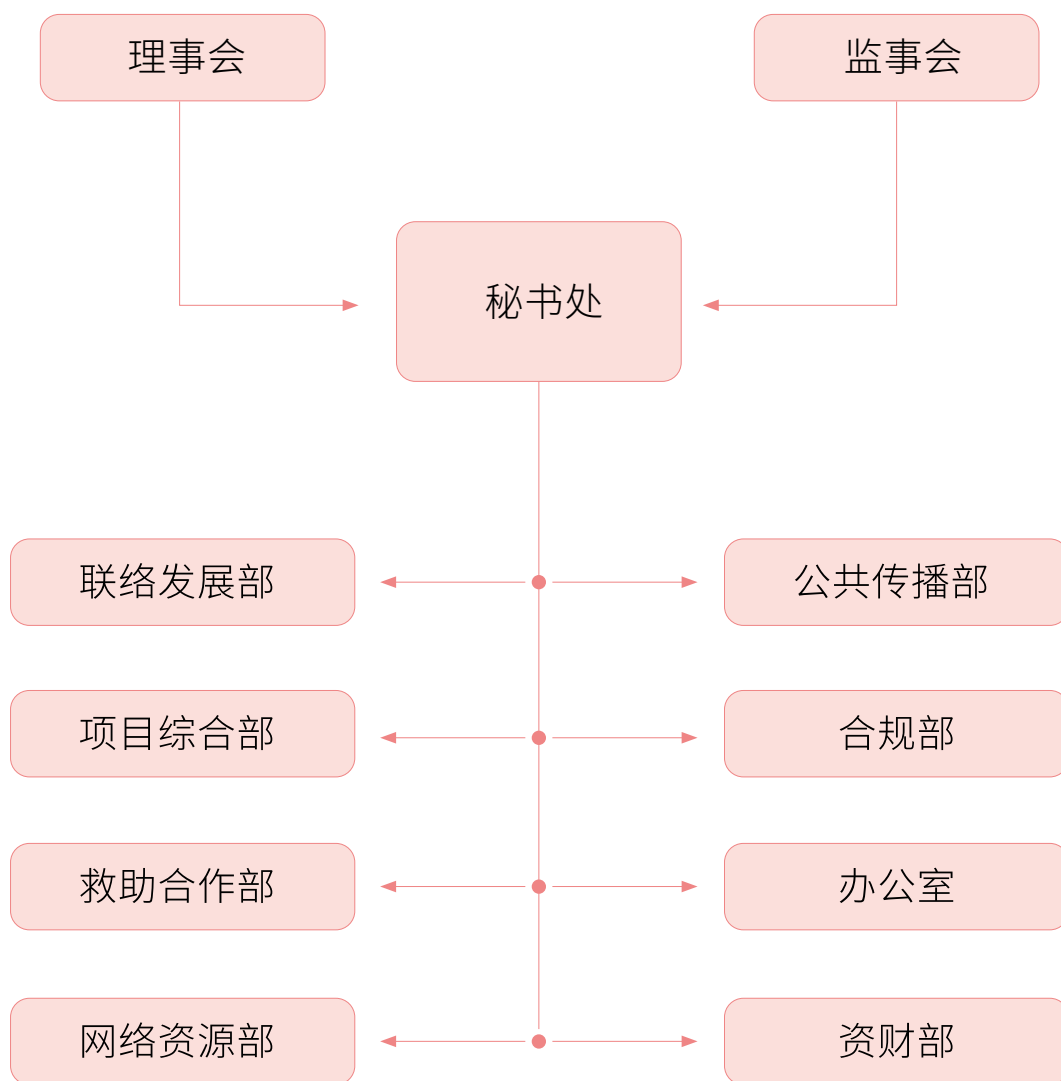 理事会
监事会
秘书处
联络发展部
公共传播部
项目综合部
合规部
救助合作部
办公室
网络资源部
资财部